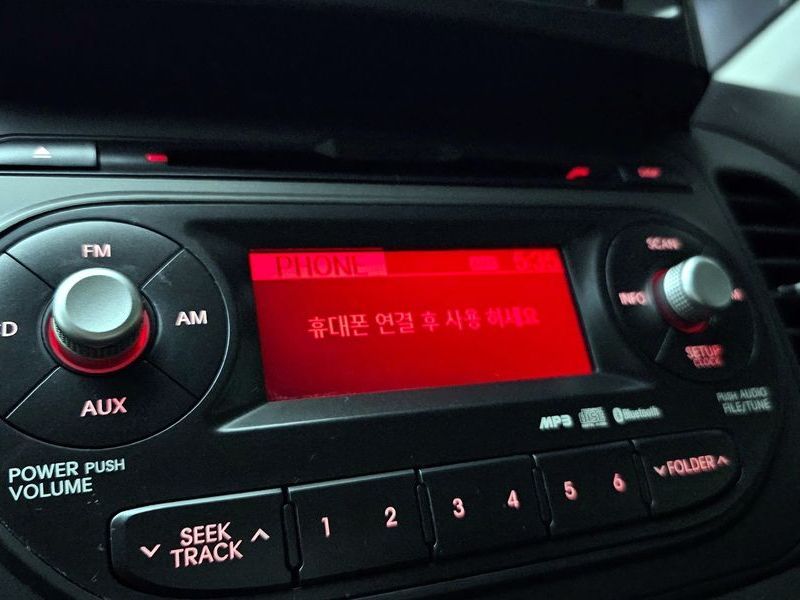 PHONE
휴대폰 연결 후 사용 하세요
FM
AM
AUX
POWER PUSH
VOLUME
SCAN
INFO
SETUP
CLOCK
MP3
Bluetooth
PUSH AUDIO
FILE/TUNE
SEEK
TRACK
1
2
3
4
5
6
FOLDER